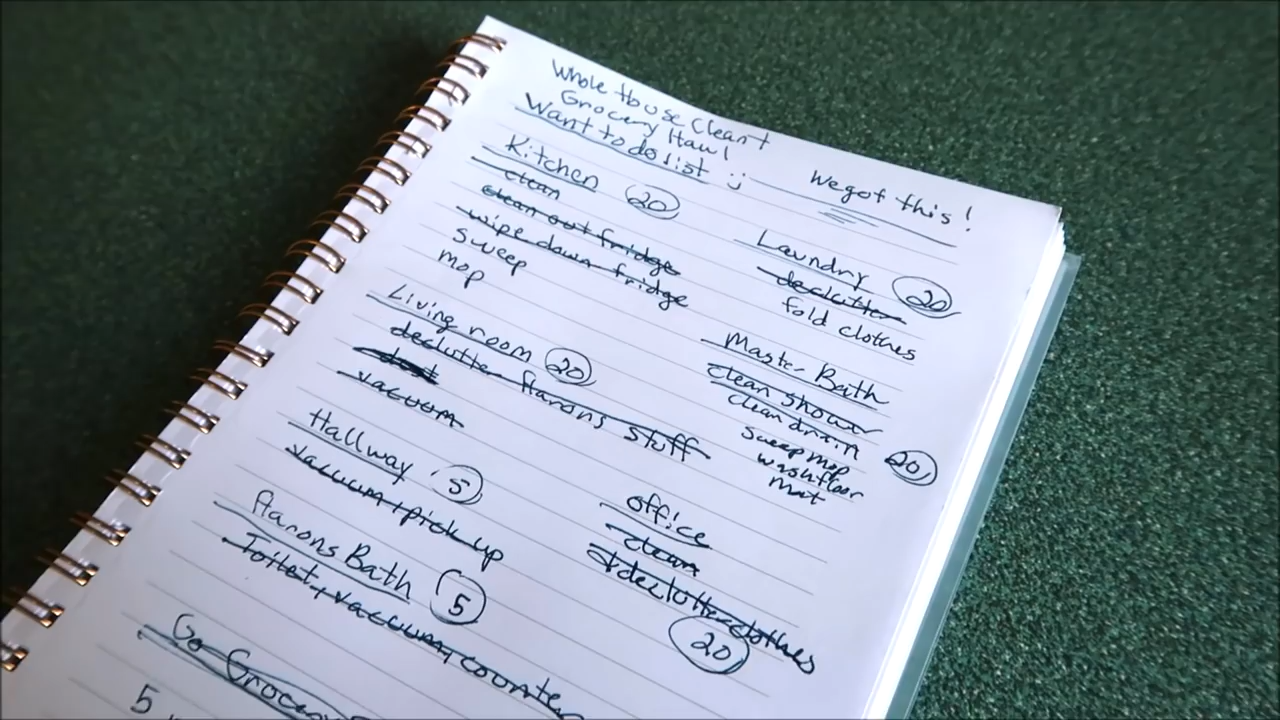 Whole House Clean +
Grocery Haul
Want to do list :)
We got this!
Kitchen 20
clean
clean out fridge
wipe down fridge
sweep
mop
Living room 20
declutter Aarons stuff
dust
vacuum
Hallway 5
vacuum/pick up
Aarons Bath 5
Toilet, vacuum, counter
Go Grocery
5
Laundry 20
declutter
fold clothes
Master Bath
clean shower
clean drain
sweep mop 20
wash floor
mat
office
clean
declutter clothes
20